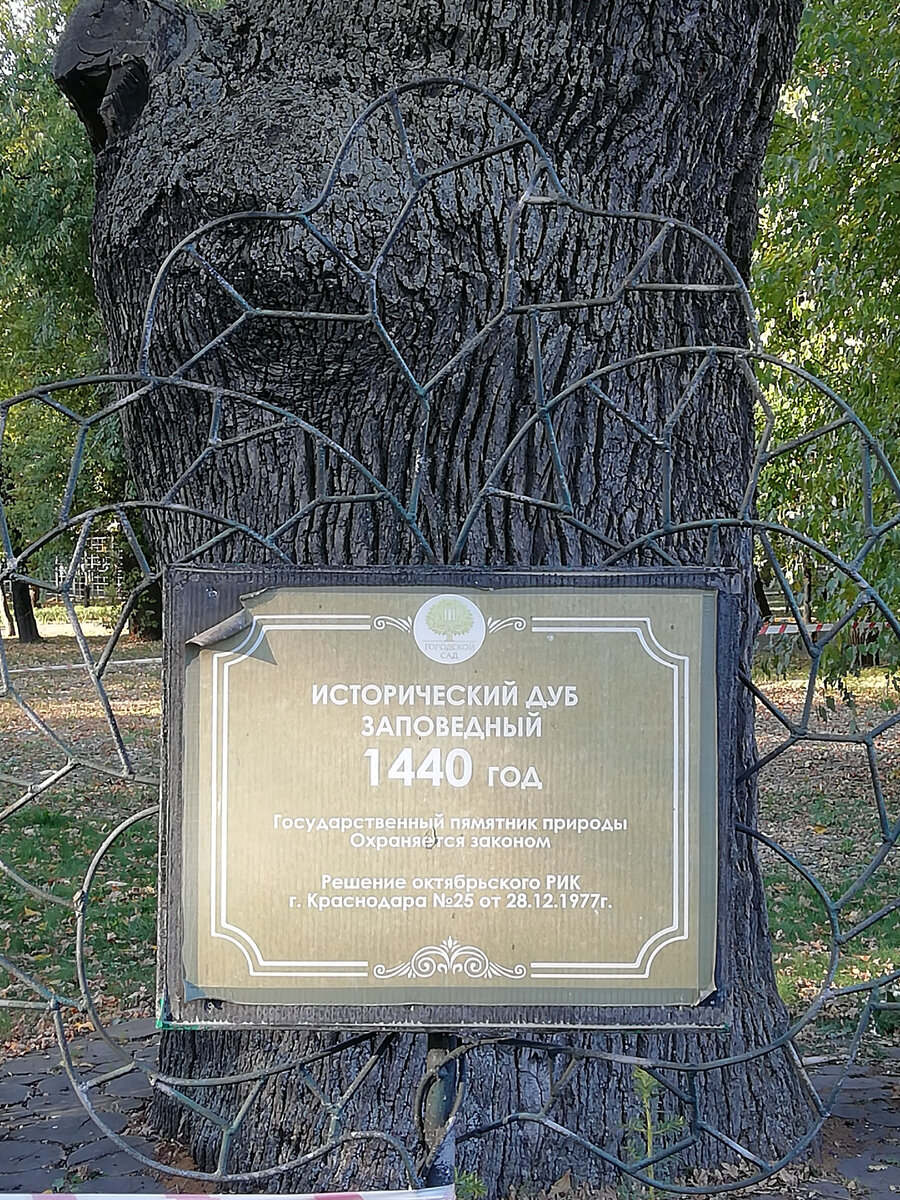 ГОРОДСКОЙ
САД
ИСТОРИЧЕСКИЙ ДУБ
ЗАПОВЕДНЫЙ
1440 ГОД
Государственный пямятник природы
Охраняется законом
Решение октябрьского РИК
г. Краснодара №25 от 28.12.1977г.